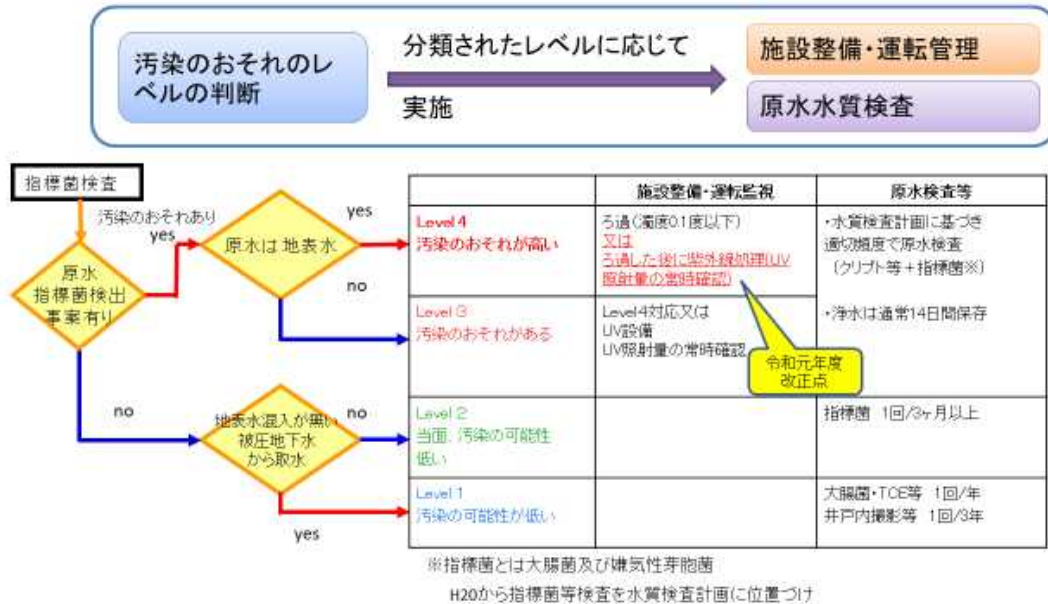 汚染のおそれのレ
ベルの判断
分類されたレベルに応じて
実施
施設整備・運転管理
原水水質検査
指標菌検査
汚染のおそれあり
yes
原水
指標菌検出
事案有り
no
原水は地表水
yes
no
地表水混入が無い
被圧地下水
から取水
no
yes
施設整備・運転監視
原水検査等
Level 4
汚染のおそれが高い
ろ過(濁度0.1度以下)
又は
ろ過した後に紫外線処理(UV
照射量の常時確認)
・水質検査計画に基づき
適切頻度で原水検査
(クリプト等+指標菌※)
・浄水は通常14日間保存
Level 3
汚染のおそれがある
Level4対応又は
UV設備
UV照射量の常時確認
令和元年度
改正点
Level 2
当面、汚染の可能性
低い
指標菌 1回/3ヶ月以上
Level 1
汚染の可能性が低い
大腸菌・TCE等 1回/年
井戸内撮影等 1回/3年
※指標菌とは大腸菌及び嫌気性芽胞菌
H20から指標菌等検査を水質検査計画に位置づけ